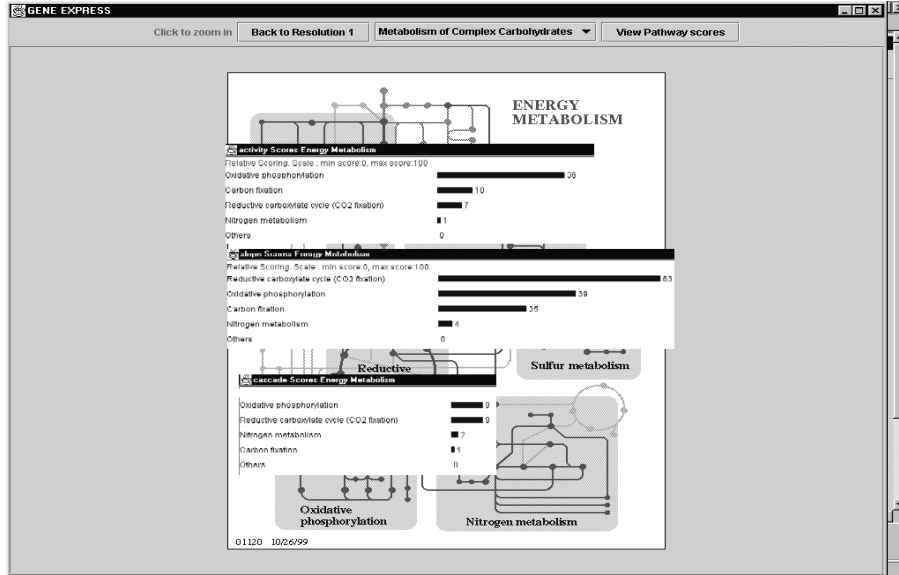 GENE EXPRESS
Click to zoom in Back to Resolution 1 Metabolism of Complex Carbohydrates View Pathway scores
ENERGY
METABOLISM
activity Scores Energy Metabolism
Relative Scoring. Scale : min score:0, max score:100
Oxidative phosphorylation 36
Carbon fixation 10
Reductive carboxylate cycle (CO2 fixation) 7
Nitrogen metabolism 1
Others 0
slope Scores Energy Metabolism
Relative Scoring. Scale : min score:0, max score:100
Reductive carboxylate cycle (CO2 fixation) 63
Oxidative phosphorylation 39
Carbon fixation 25
Nitrogen metabolism 4
Others 0
Reductive
Sulfur metabolism
cascade Scores Energy Metabolism
Oxidative phosphorylation 9
Reductive carboxylate cycle (CO2 fixation) 9
Nitrogen metabolism 2
Carbon fixation 1
Others 0
Oxidative
phosphorylation
Nitrogen metabolism
01120 10/26/99